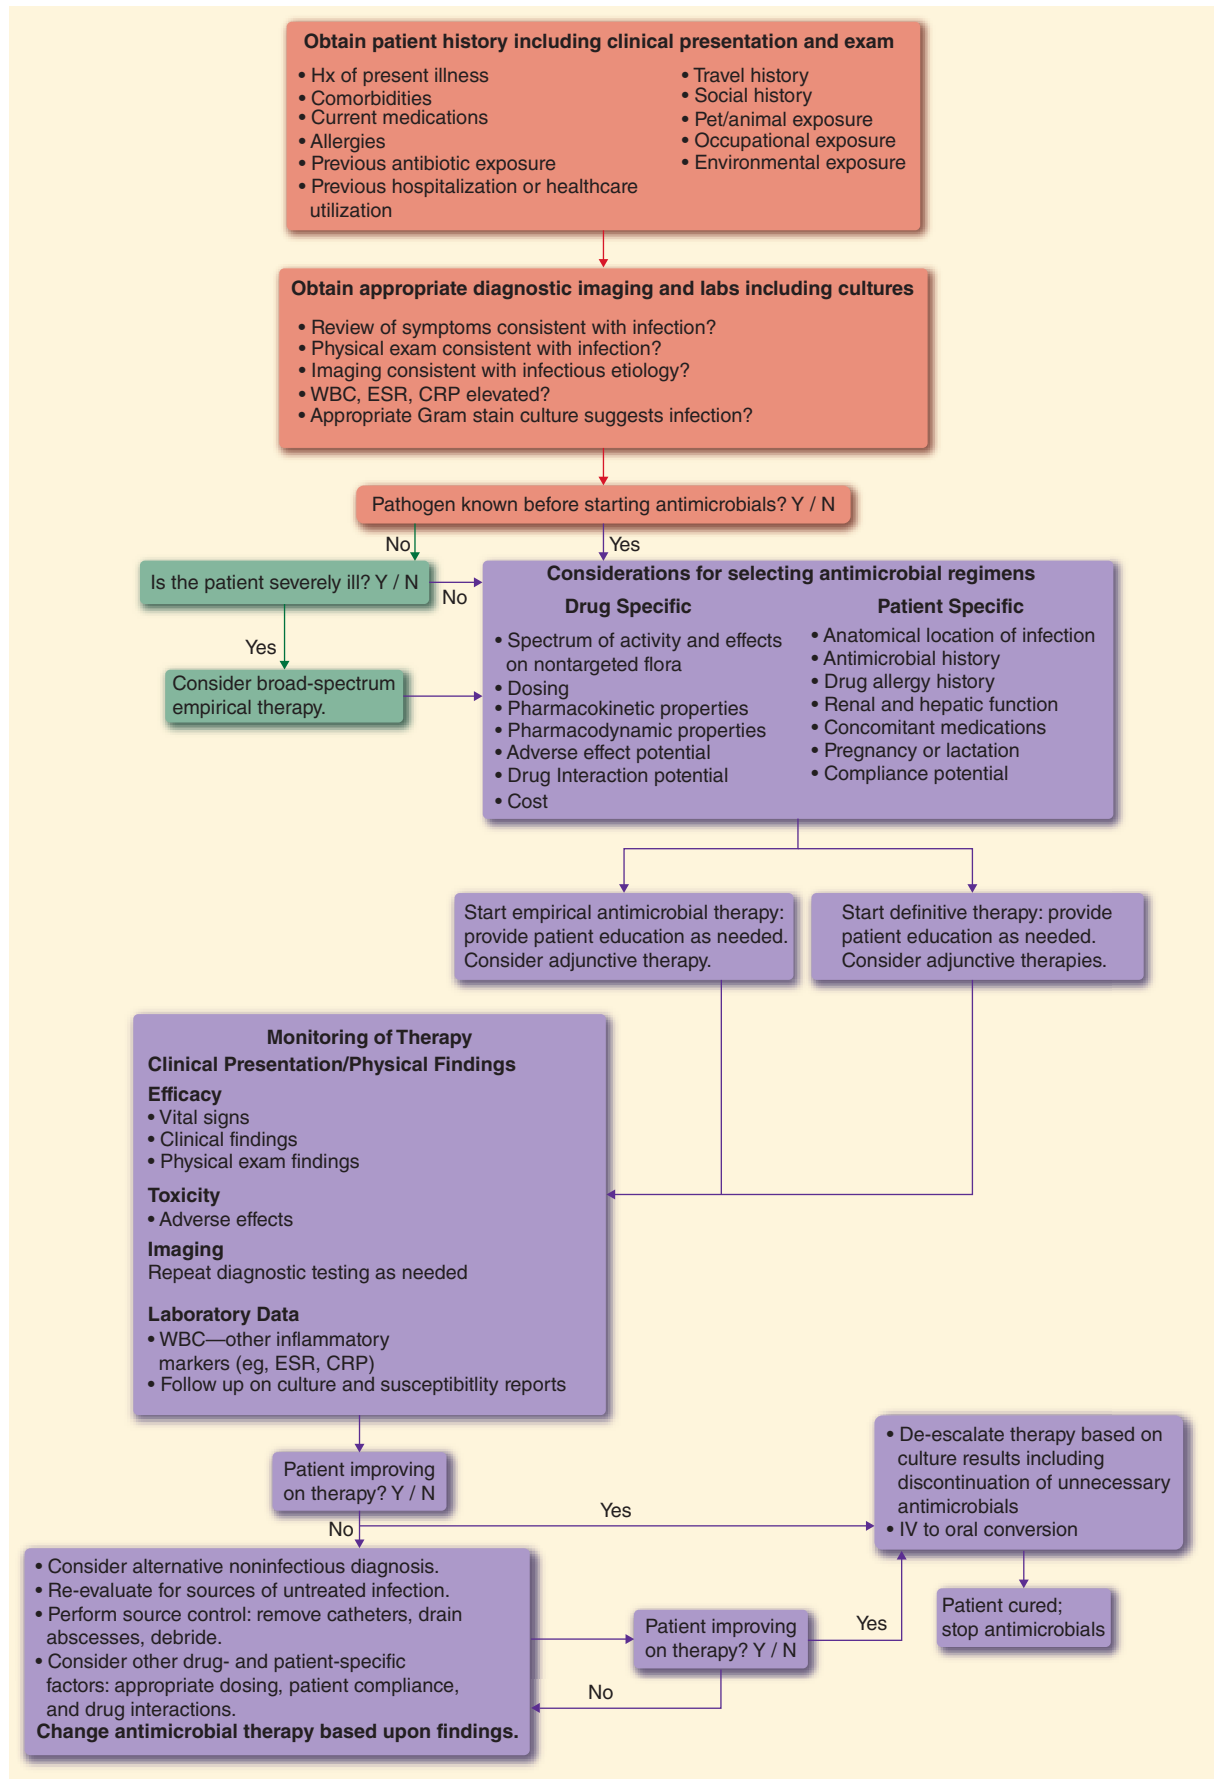 Obtain patient history including clinical presentation and exam
• Hx of present illness
• Comorbidities
• Current medications
• Allergies
• Previous antibiotic exposure
• Previous hospitalization or healthcare
utilization
• Travel history
• Social history
• Pet/animal exposure
• Occupational exposure
• Environmental exposure
Obtain appropriate diagnostic imaging and labs including cultures
• Review of symptoms consistent with infection?
• Physical exam consistent with infection?
• Imaging consistent with infectious etiology?
• WBC, ESR, CRP elevated?
• Appropriate Gram stain culture suggests infection?
Pathogen known before starting antimicrobials? Y / N
No
Yes
Is the patient severely ill? Y / N
No
Yes
Consider broad-spectrum
empirical therapy.
Considerations for selecting antimicrobial regimens
Drug Specific
• Spectrum of activity and effects
on nontargeted flora
• Dosing
• Pharmacokinetic properties
• Pharmacodynamic properties
• Adverse effect potential
• Drug Interaction potential
• Cost
Patient Specific
• Anatomical location of infection
• Antimicrobial history
• Drug allergy history
• Renal and hepatic function
• Concomitant medications
• Pregnancy or lactation
• Compliance potential
Start empirical antimicrobial therapy:
provide patient education as needed.
Consider adjunctive therapy.
Start definitive therapy: provide
patient education as needed.
Consider adjunctive therapies.
Monitoring of Therapy
Clinical Presentation/Physical Findings
Efficacy
• Vital signs
• Clinical findings
• Physical exam findings
Toxicity
• Adverse effects
Imaging
Repeat diagnostic testing as needed
Laboratory Data
• WBC—other inflammatory
markers (eg, ESR, CRP)
• Follow up on culture and susceptibitlity reports
Patient improving
on therapy? Y / N
Yes
No
• De-escalate therapy based on
culture results including
discontinuation of unnecessary
antimicrobials
• IV to oral conversion
• Consider alternative noninfectious diagnosis.
• Re-evaluate for sources of untreated infection.
• Perform source control: remove catheters, drain
abscesses, debride.
• Consider other drug- and patient-specific
factors: appropriate dosing, patient compliance,
and drug interactions.
Change antimicrobial therapy based upon findings.
Patient improving
on therapy? Y / N
Yes
No
Patient cured;
stop antimicrobials